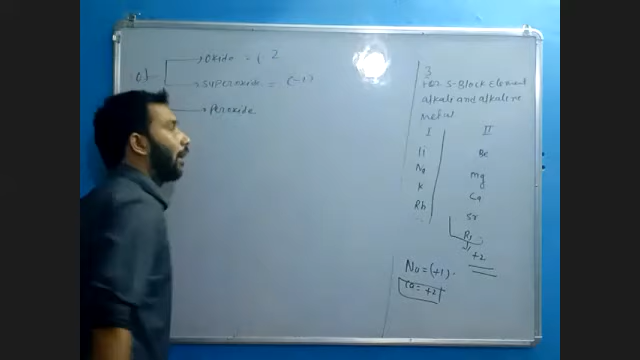 Oxide = (2
Superoxide = (-1)
Peroxide
3
For S-Block Element
alkali and alkaline
metal
I II
li Be
Na mg
K Ca
Rb Sr
+2
Na = (+1)
Ca = +2